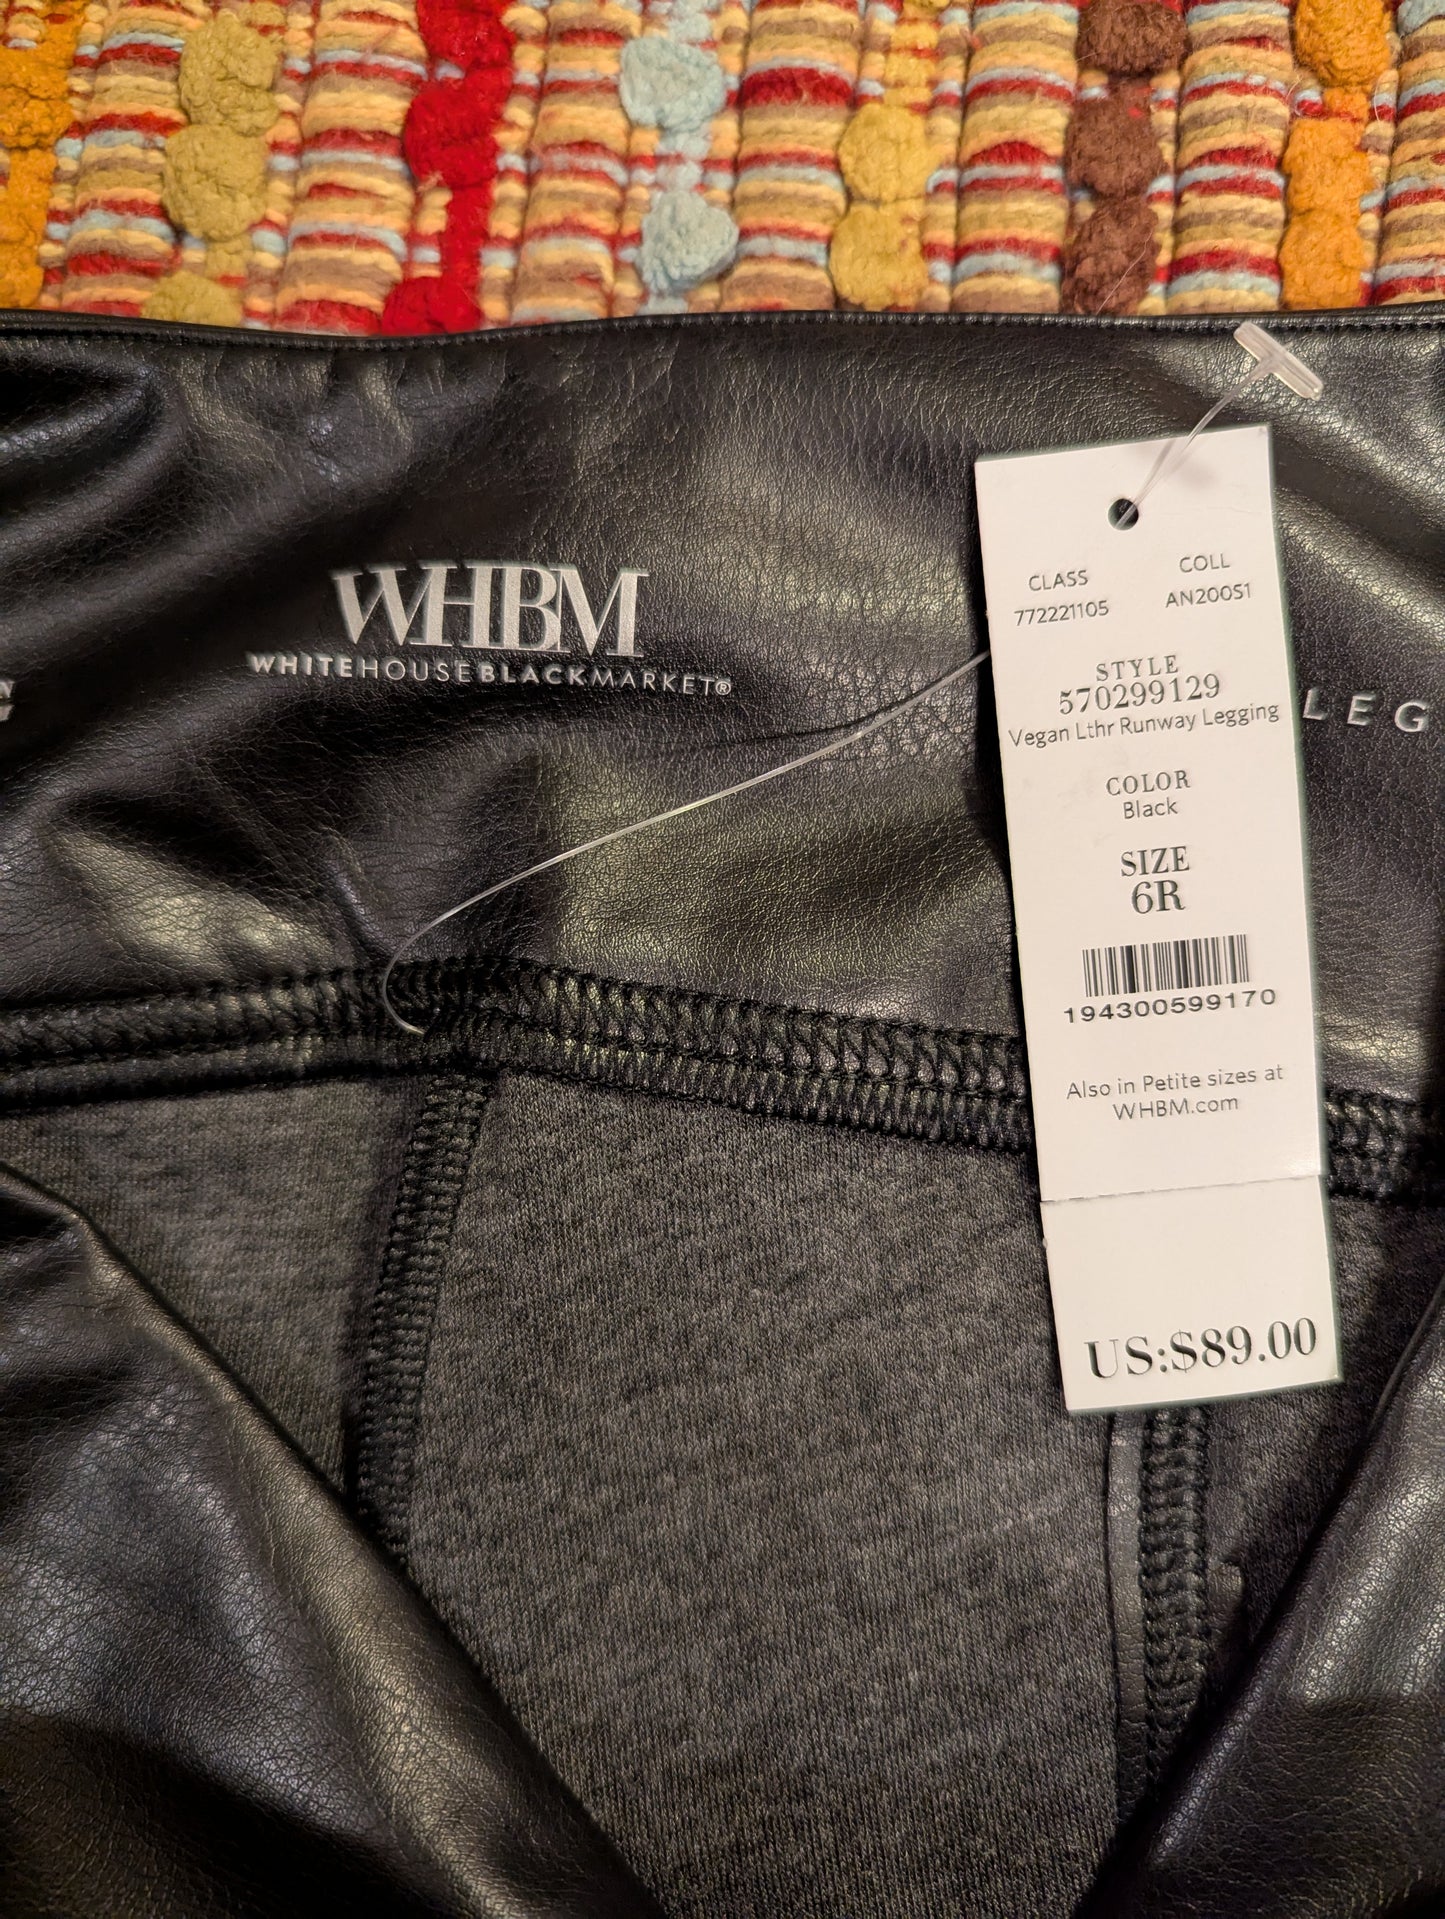 WHBM
WHITEHOUSEBLACKMARKET®
LEG
CLASS
772221105
COLL
AN200S1
STYLE
570299129
Vegan Lthr Runway Legging
COLOR
Black
SIZE
6R
194300599170
Also in Petite sizes at
WHBM.com
US:$89.00